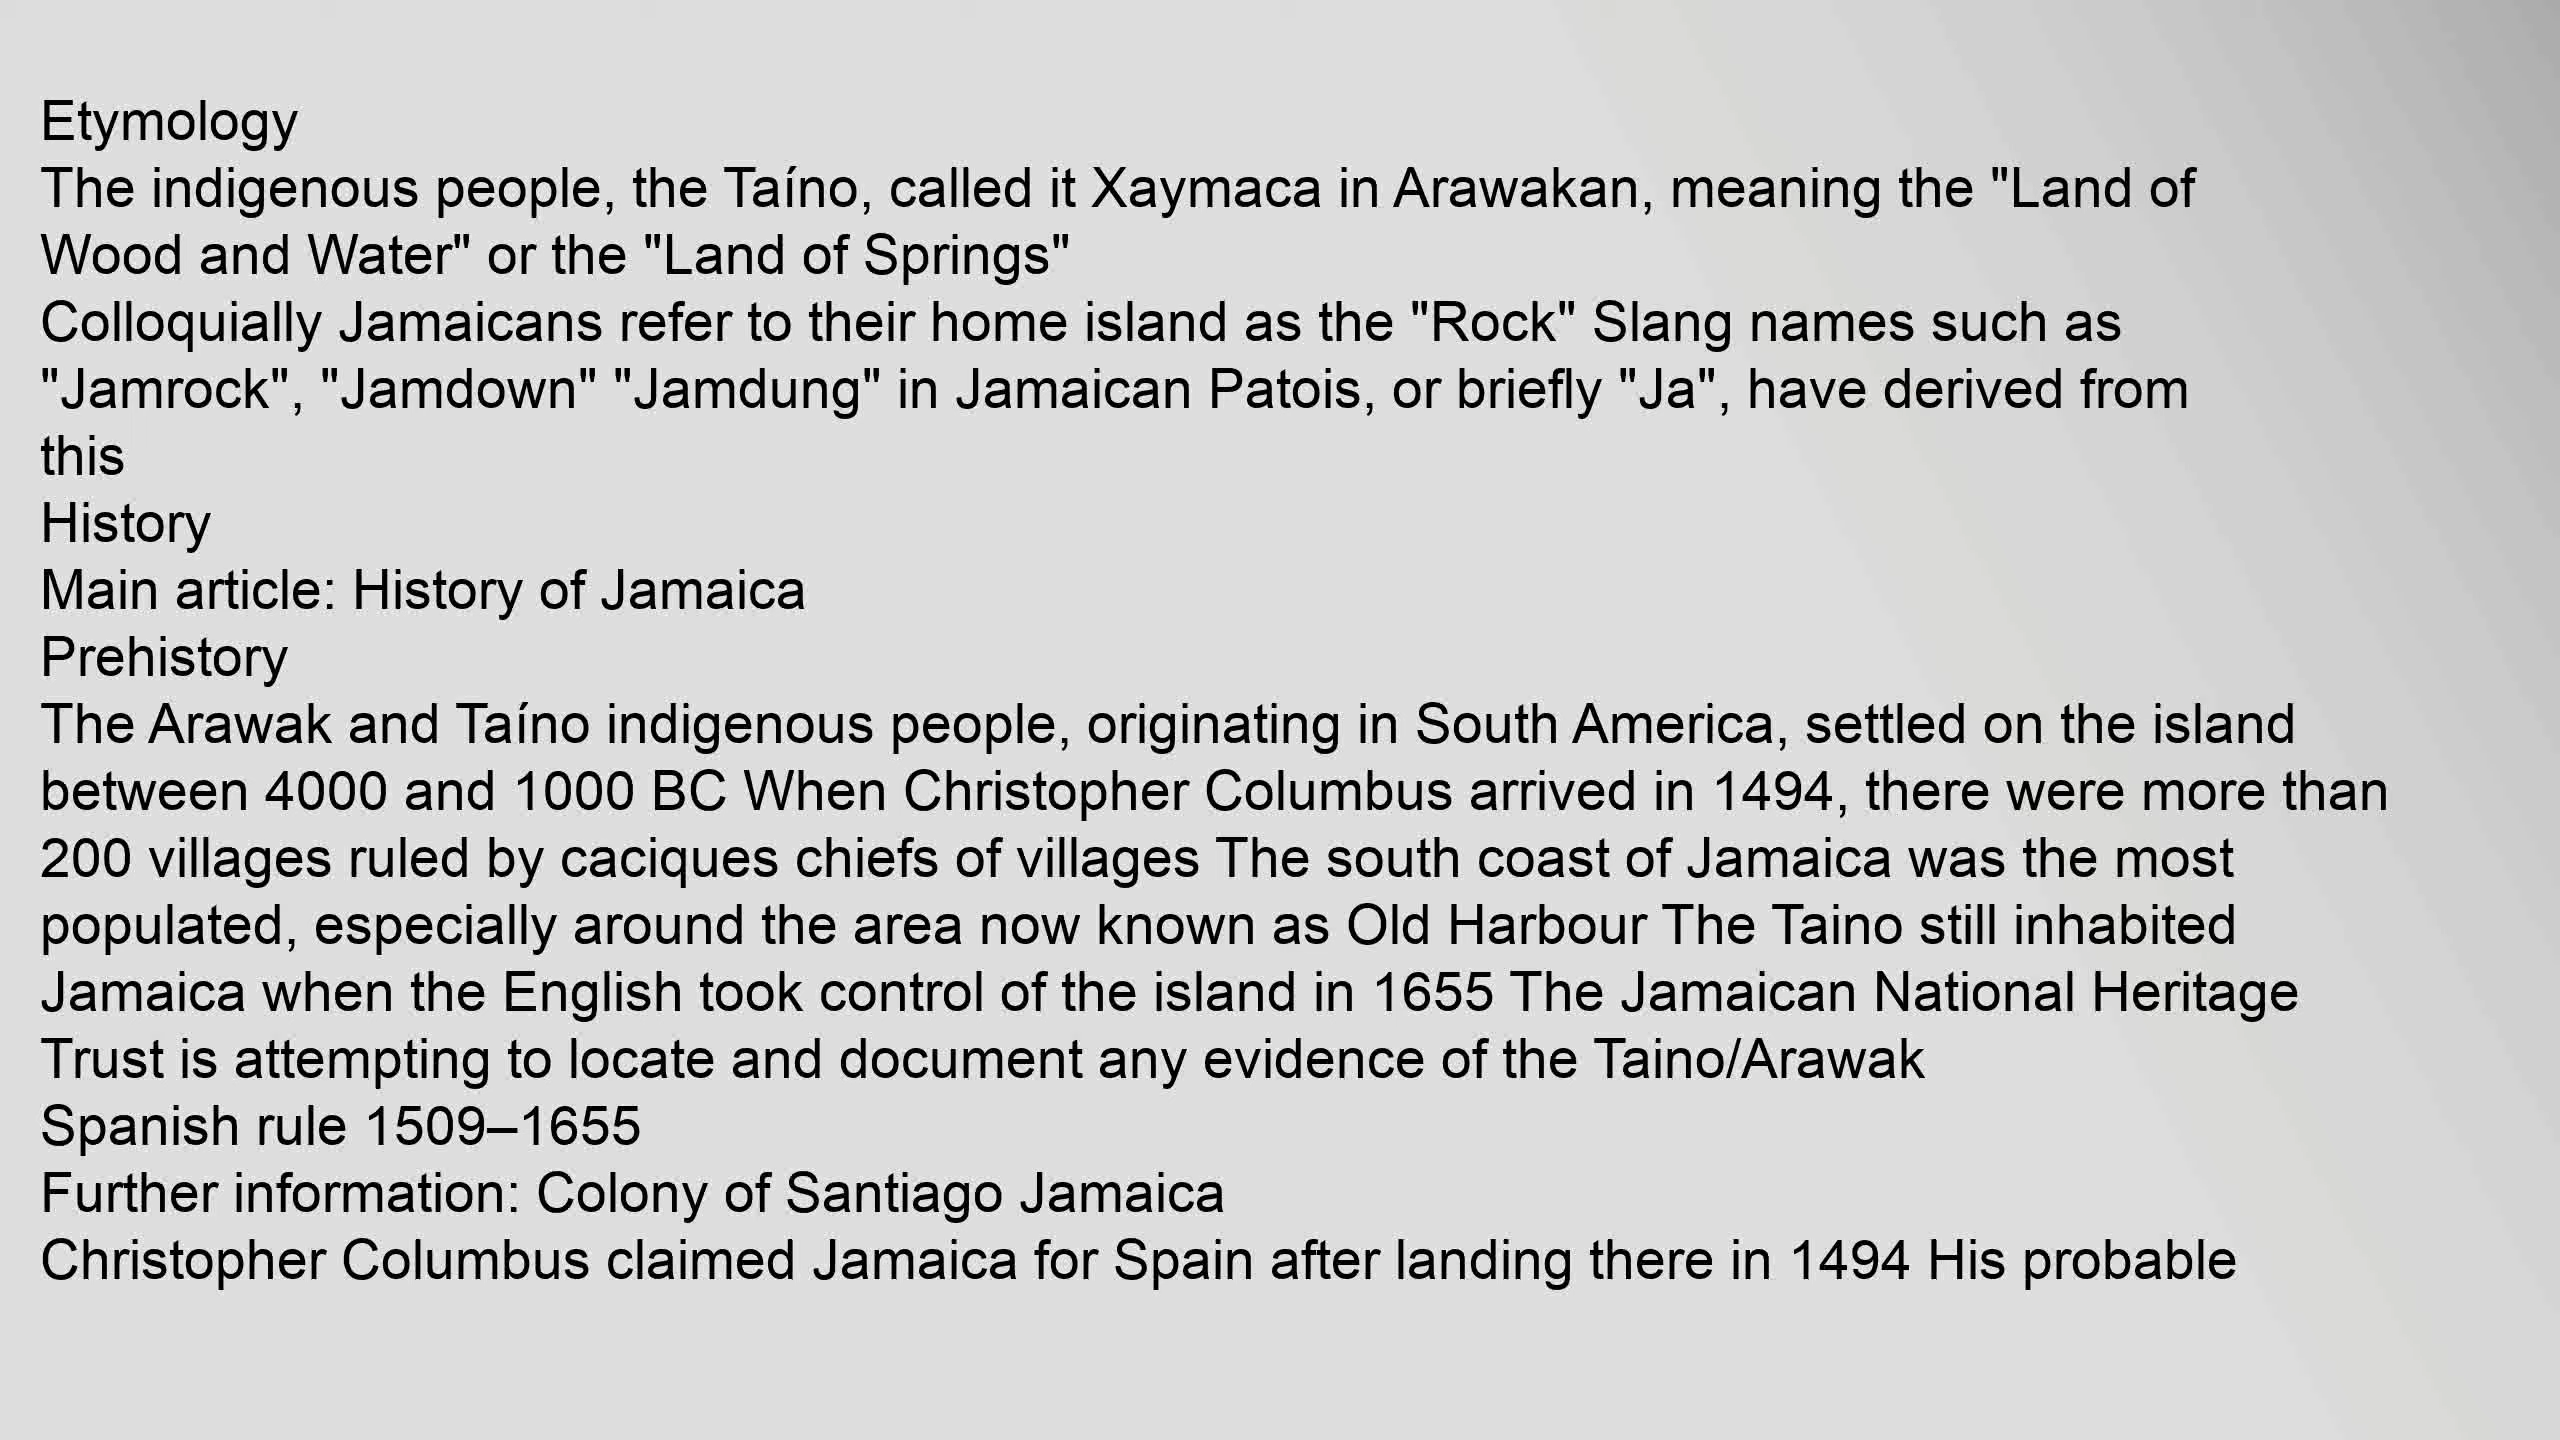 Etymology
The indigenous people, the Taíno, called it Xaymaca in Arawakan, meaning the "Land of
Wood and Water" or the "Land of Springs"
Colloquially Jamaicans refer to their home island as the "Rock" Slang names such as
"Jamrock", "Jamdown" "Jamdung" in Jamaican Patois, or briefly "Ja", have derived from
this
History
Main article: History of Jamaica
Prehistory
The Arawak and Taíno indigenous people, originating in South America, settled on the island
between 4000 and 1000 BC When Christopher Columbus arrived in 1494, there were more than
200 villages ruled by caciques chiefs of villages The south coast of Jamaica was the most
populated, especially around the area now known as Old Harbour The Taino still inhabited
Jamaica when the English took control of the island in 1655 The Jamaican National Heritage
Trust is attempting to locate and document any evidence of the Taino/Arawak
Spanish rule 1509–1655
Further information: Colony of Santiago Jamaica
Christopher Columbus claimed Jamaica for Spain after landing there in 1494 His probable